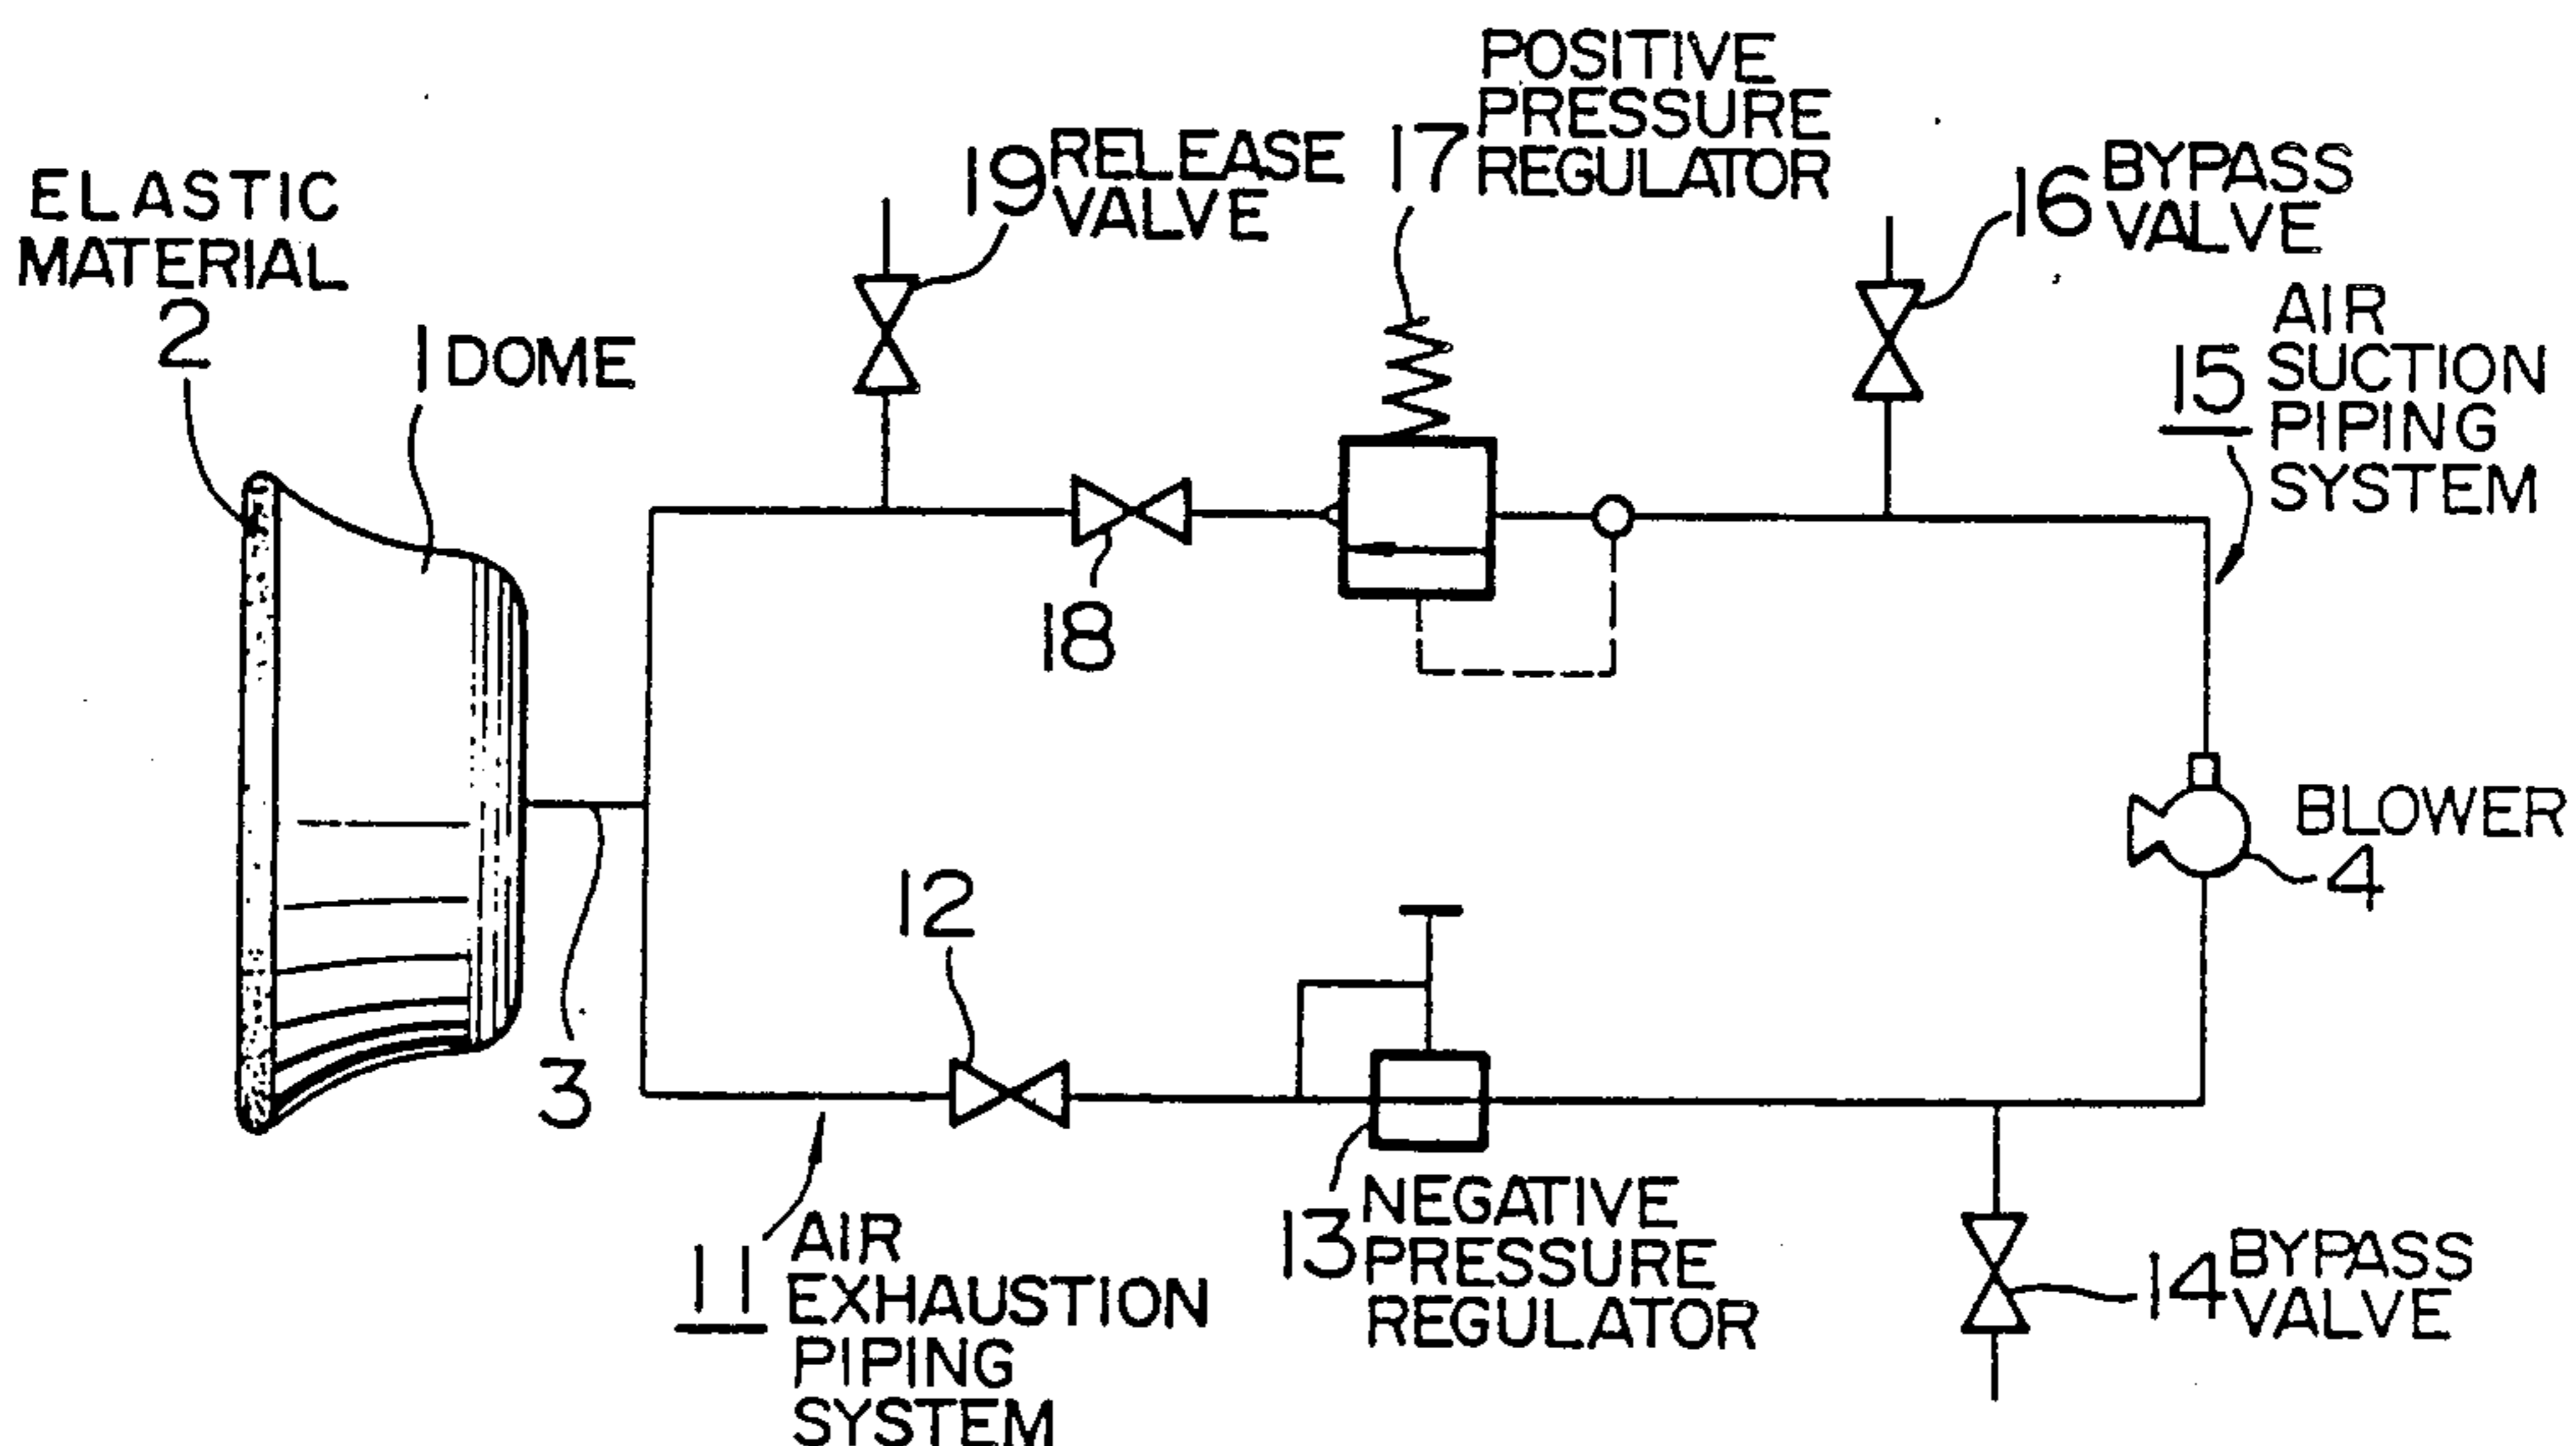 ELASTIC
MATERIAL
2
1 DOME
19 RELEASE
VALVE
POSITIVE
PRESSURE
17 REGULATOR
16 BYPASS
VALVE
AIR
15 SUCTION
PIPING
SYSTEM
18
BLOWER
4
12
3
11 AIR
EXHAUSTION
PIPING
SYSTEM
NEGATIVE
13 PRESSURE
REGULATOR
14 BYPASS
VALVE